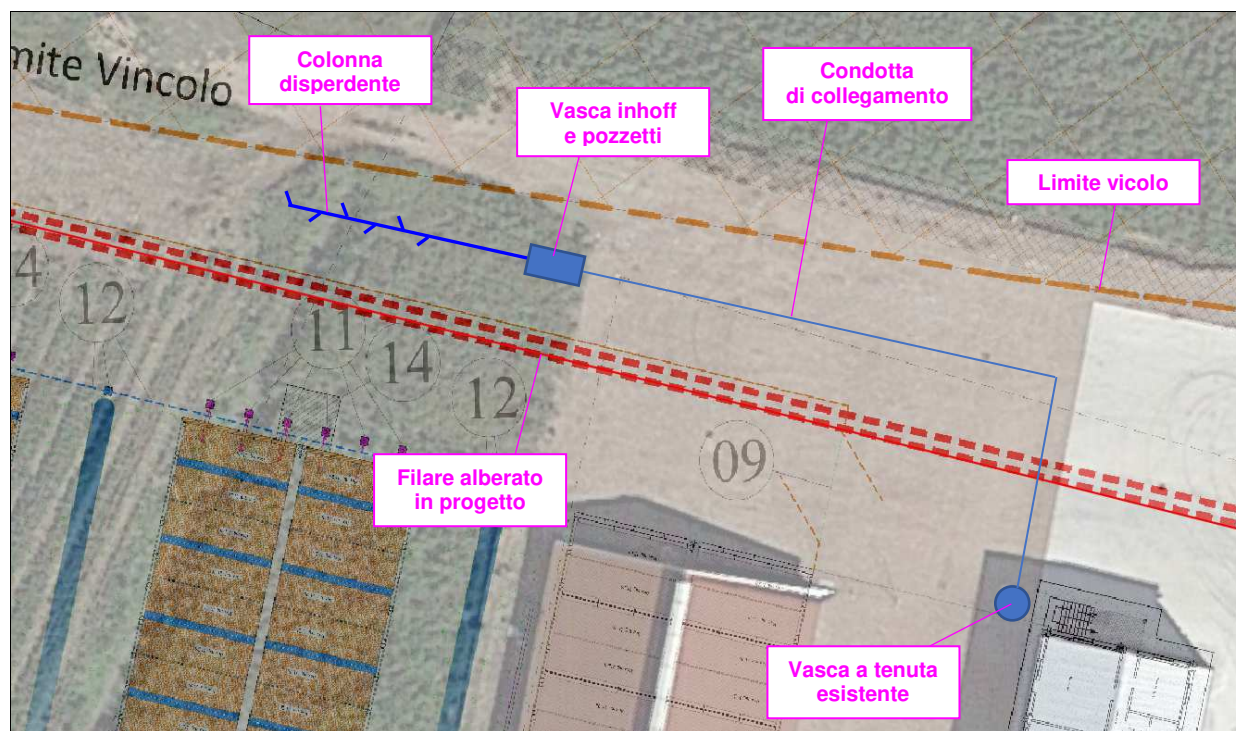 mite Vincolo
Colonna
disperdente
Vasca inhoff
e pozzetti
Condotta
di collegamento
Limite vicolo
4
12
11
14
12
09
Filare alberato
in progetto
Vasca a tenuta
esistente